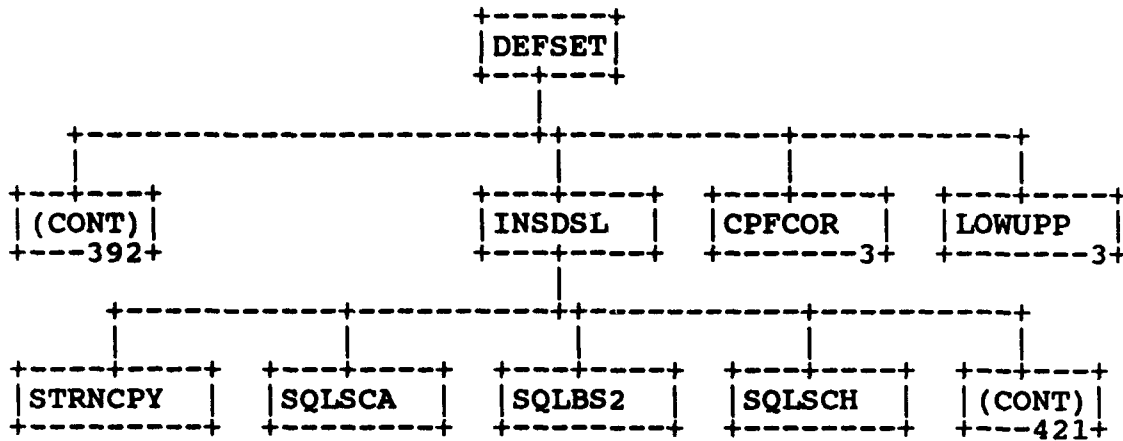 DEFSET
(CONT) INSDSL CPFCOR LOWUPP
392 3 3
STRNCPY SQLSCA SQLBS2 SQLSCH (CONT)
421